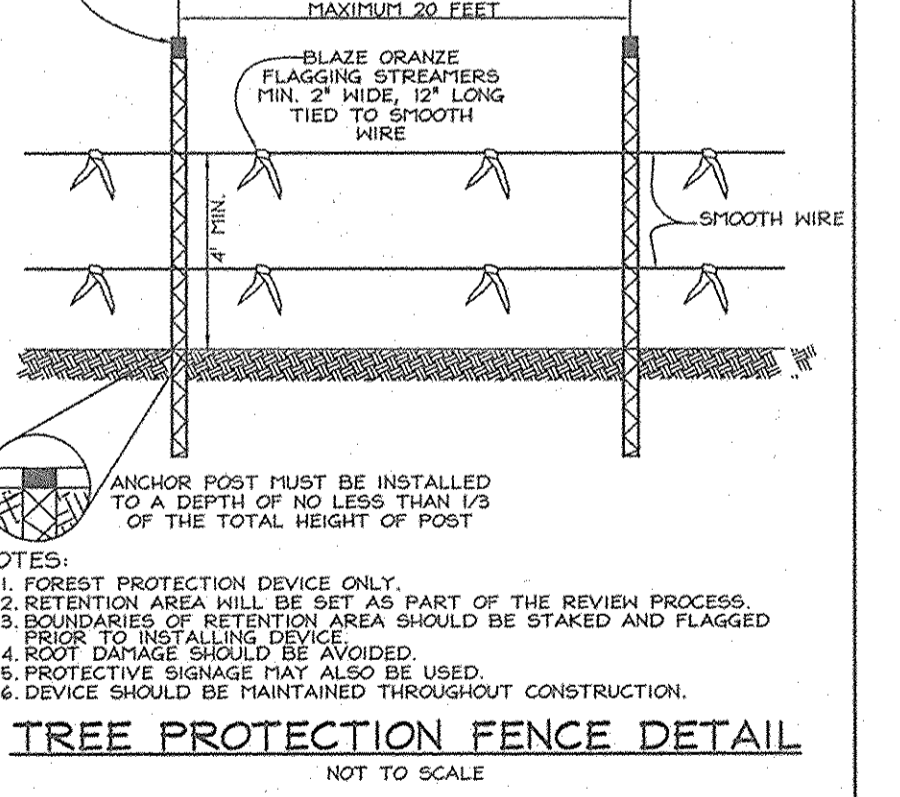 MAXIMUM 20 FEET
BLAZE ORANZE
FLAGGING STREAMERS
MIN. 2" WIDE, 12" LONG
TIED TO SMOOTH
WIRE
4' MIN.
SMOOTH WIRE
ANCHOR POST MUST BE INSTALLED
TO A DEPTH OF NO LESS THAN 1/3
OF THE TOTAL HEIGHT OF POST
OTES:
1. FOREST PROTECTION DEVICE ONLY.
2. RETENTION AREA WILL BE SET AS PART OF THE REVIEW PROCESS.
3. BOUNDARIES OF RETENTION AREA SHOULD BE STAKED AND FLAGGED
PRIOR TO INSTALLING DEVICE.
4. ROOT DAMAGE SHOULD BE AVOIDED.
5. PROTECTIVE SIGNAGE MAY ALSO BE USED.
6. DEVICE SHOULD BE MAINTAINED THROUGHOUT CONSTRUCTION.
TREE PROTECTION FENCE DETAIL
NOT TO SCALE